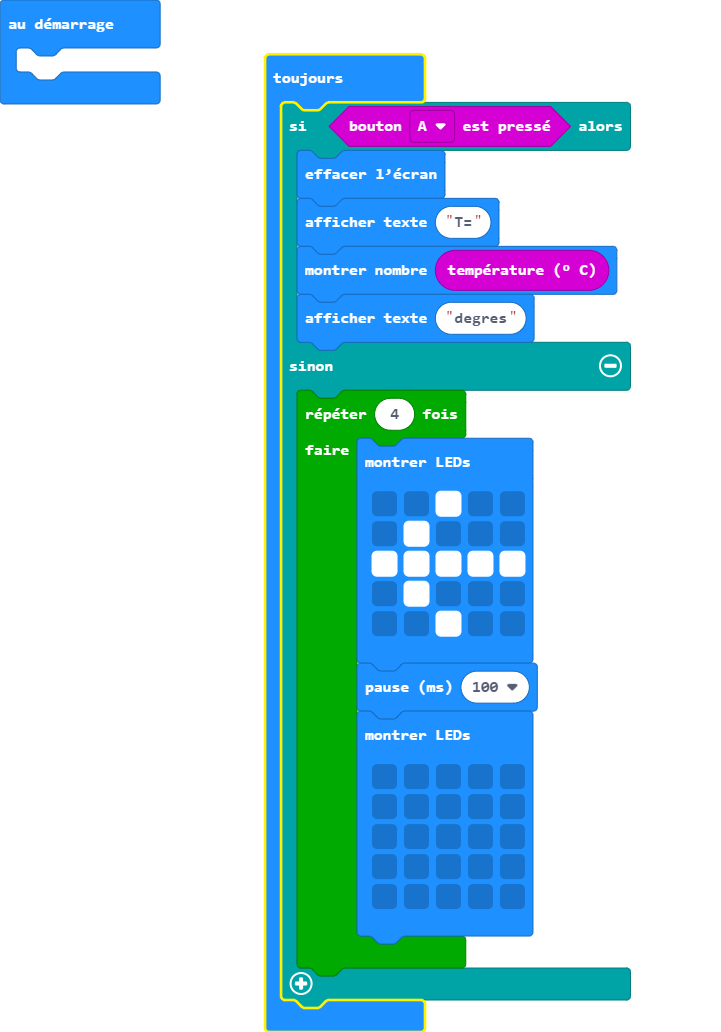 au démarrage
toujours
si bouton A est pressé alors
effacer l'écran
afficher texte "T="
montrer nombre température (º C)
afficher texte "degres"
sinon
répéter 4 fois
faire
montrer LEDs
pause (ms) 100
montrer LEDs